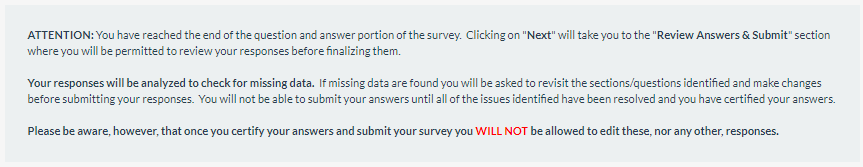 ATTENTION: You have reached the end of the question and answer portion of the survey. Clicking on "Next" will take you to the "Review Answers & Submit" section
where you will be permitted to review your responses before finalizing them.
Your responses will be analyzed to check for missing data. If missing data are found you will be asked to revisit the sections/questions identified and make changes
before submitting your responses. You will not be able to submit your answers until all of the issues identified have been resolved and you have certified your answers.
Please be aware, however, that once you certify your answers and submit your survey you WILL NOT be allowed to edit these, nor any other, responses.